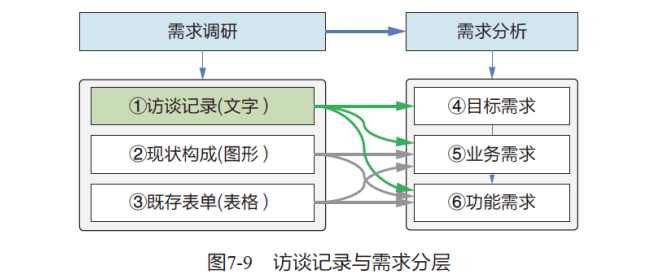 需求调研
需求分析
①访谈记录(文字)
④目标需求
②现状构成(图形)
⑤业务需求
③既存表单(表格)
⑥功能需求
图7-9 访谈记录与需求分层